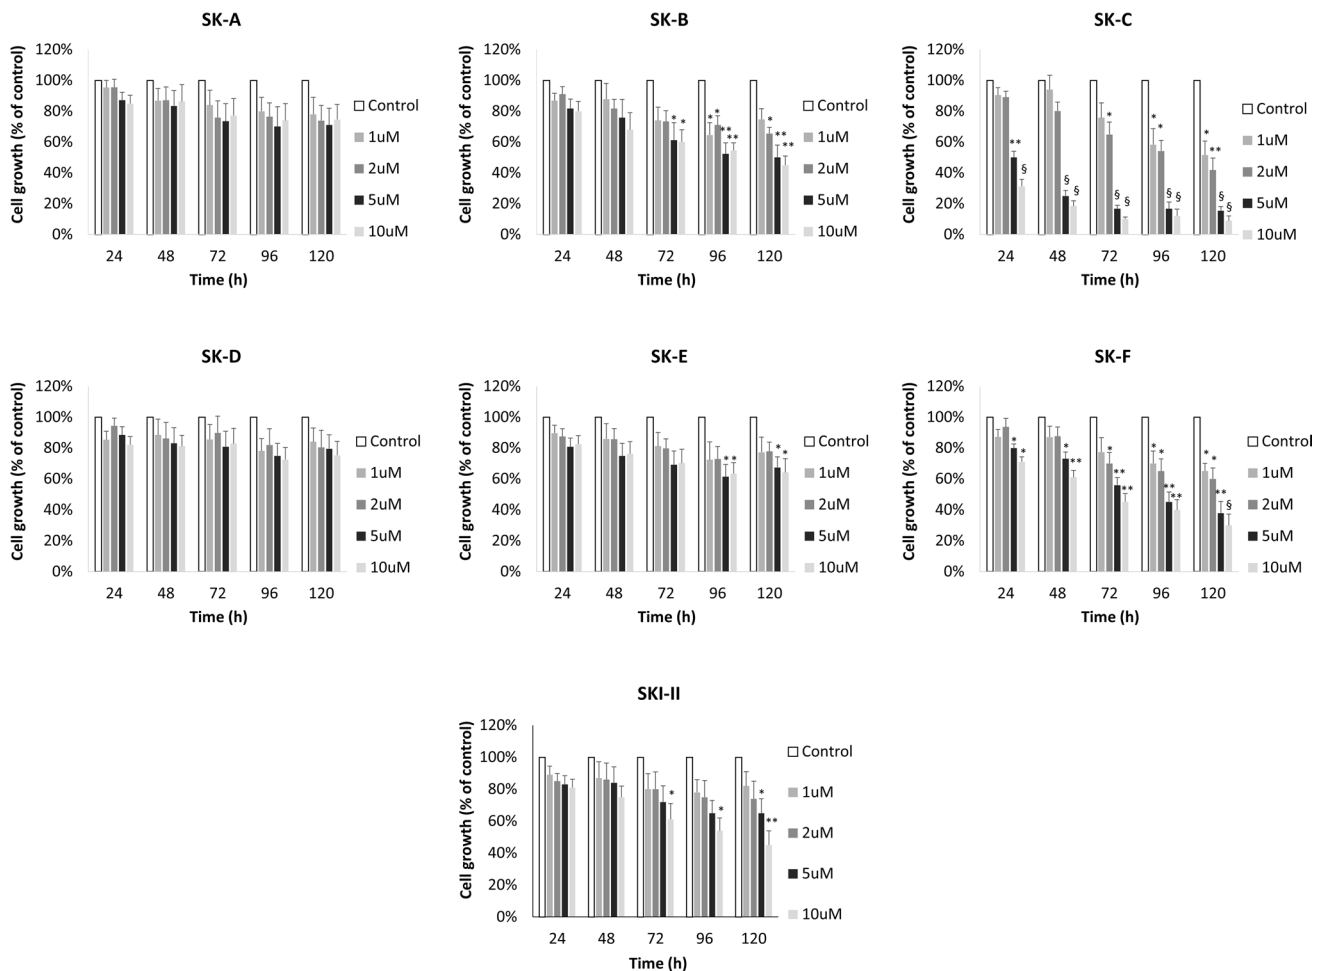 SK-A
Cell growth (% of control)
120%
100%
80%
60%
40%
20%
0%
24 48 72 96 120
Time (h)
Control
1uM
2uM
5uM
10uM
SK-B
Cell growth (% of control)
120%
100%
80%
60%
40%
20%
0%
* * * * ** ** * * ** **
24 48 72 96 120
Time (h)
Control
1uM
2uM
5uM
10uM
SK-C
Cell growth (% of control)
120%
100%
80%
60%
40%
20%
0%
** § § § * § § * * § § * ** § §
24 48 72 96 120
Time (h)
Control
1uM
2uM
5uM
10uM
SK-D
Cell growth (% of control)
120%
100%
80%
60%
40%
20%
0%
24 48 72 96 120
Time (h)
Control
1uM
2uM
5uM
10uM
SK-E
Cell growth (% of control)
120%
100%
80%
60%
40%
20%
0%
* * * *
24 48 72 96 120
Time (h)
Control
1uM
2uM
5uM
10uM
SK-F
Cell growth (% of control)
120%
100%
80%
60%
40%
20%
0%
* * * ** * ** ** * * ** ** * * ** §
24 48 72 96 120
Time (h)
Control
1uM
2uM
5uM
10uM
SKI-II
Cell growth (% of control)
120%
100%
80%
60%
40%
20%
0%
* * * **
24 48 72 96 120
Time (h)
Control
1uM
2uM
5uM
10uM